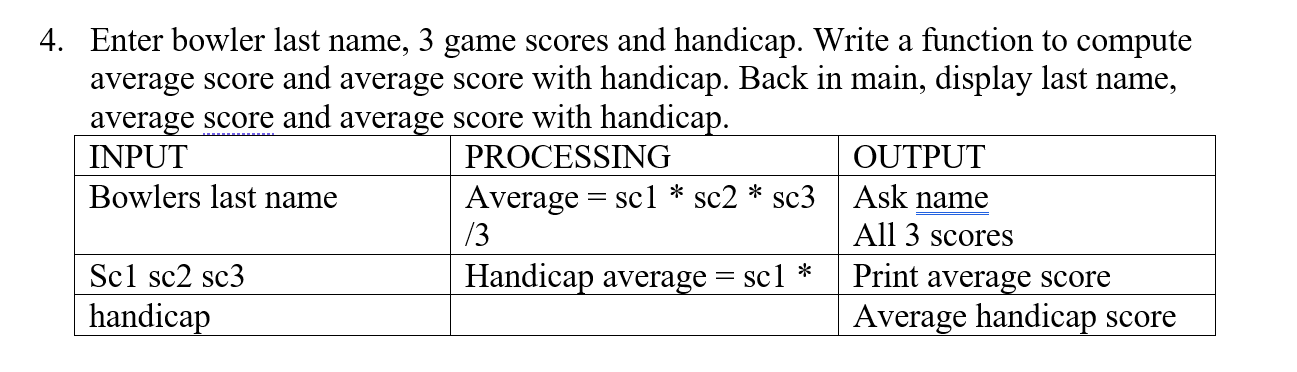 4. Enter bowler last name, 3 game scores and handicap. Write a function to compute
average score and average score with handicap. Back in main, display last name,
average score and average score with handicap.
INPUT PROCESSING OUTPUT
Bowlers last name Average = sc1 * sc2 * sc3 Ask name
/3 All 3 scores
Sc1 sc2 sc3 Handicap average = sc1 * Print average score
handicap Average handicap score